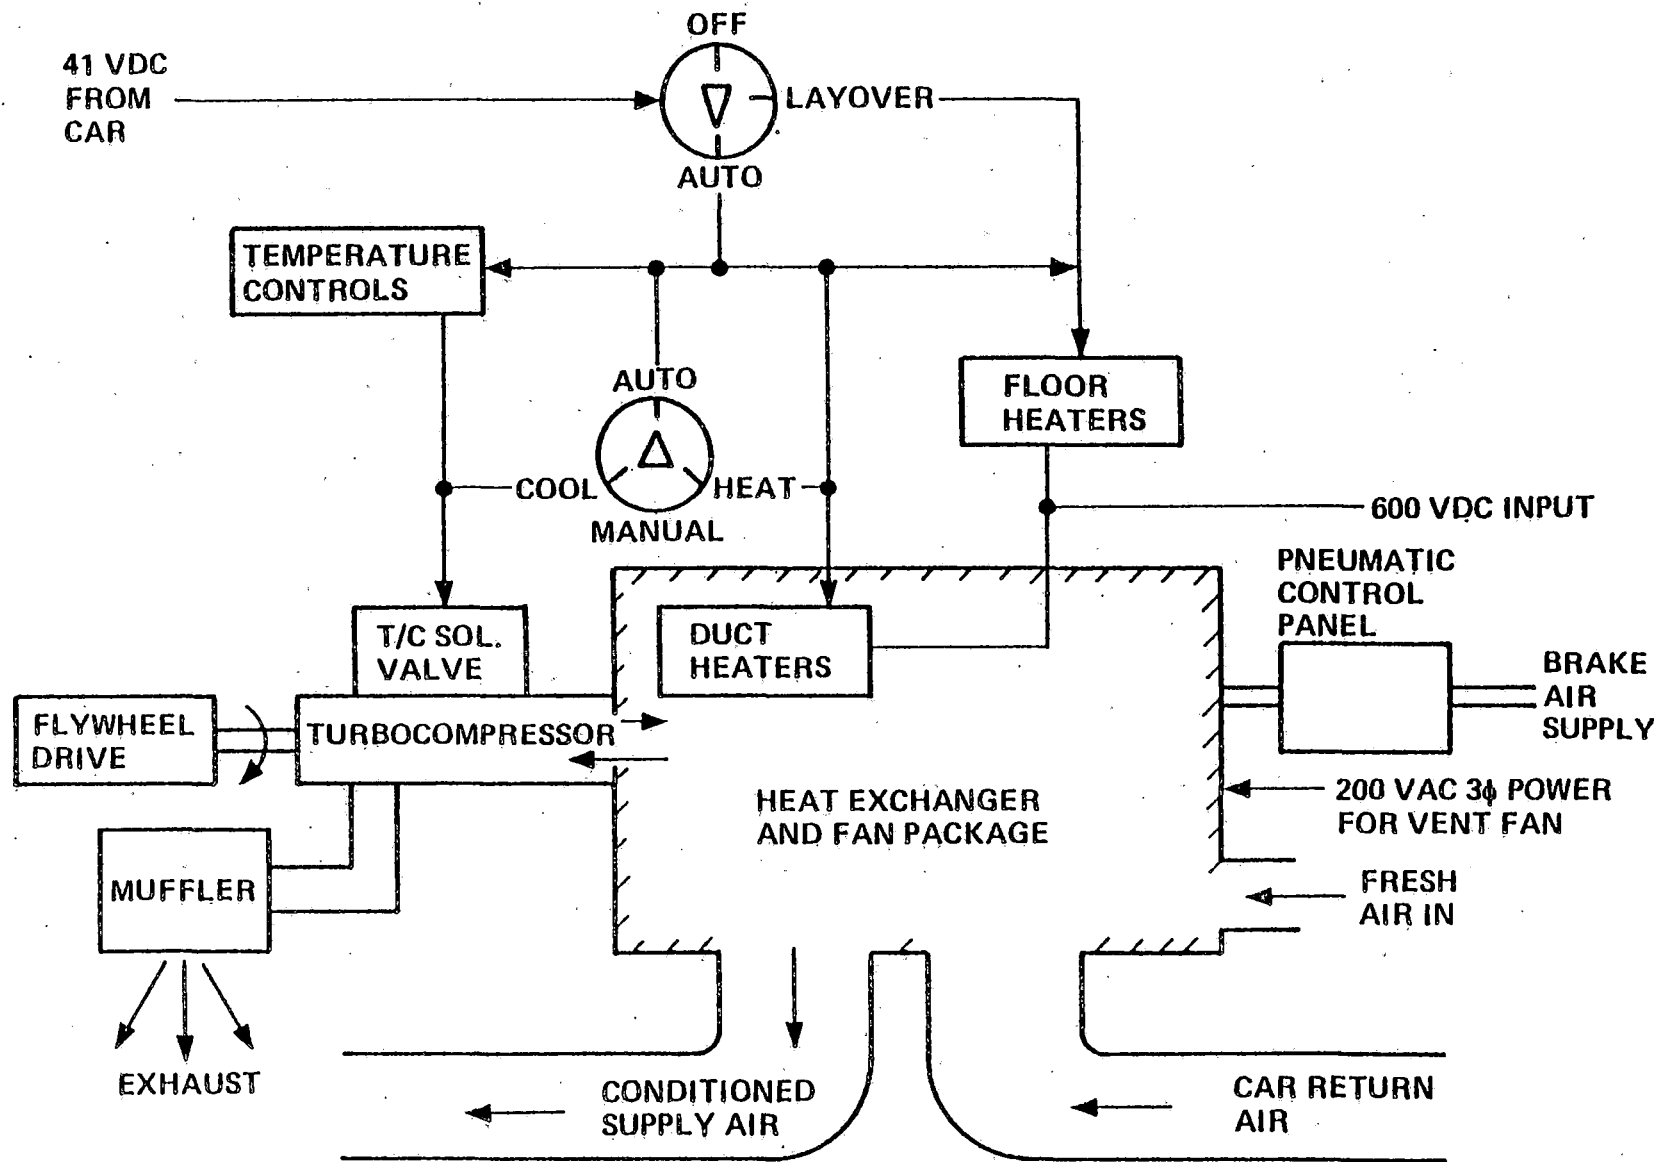 OFF
41 VDC
FROM
CAR
LAYOVER
AUTO
TEMPERATURE
CONTROLS
AUTO
COOL
HEAT
MANUAL
FLOOR
HEATERS
600 VDC INPUT
PNEUMATIC
CONTROL
PANEL
T/C SOL.
VALVE
DUCT
HEATERS
BRAKE
AIR
SUPPLY
FLYWHEEL
DRIVE
TURBOCOMPRESSOR
HEAT EXCHANGER
AND FAN PACKAGE
200 VAC 3ϕ POWER
FOR VENT FAN
MUFFLER
FRESH
AIR IN
EXHAUST
CONDITIONED
SUPPLY AIR
CAR RETURN
AIR